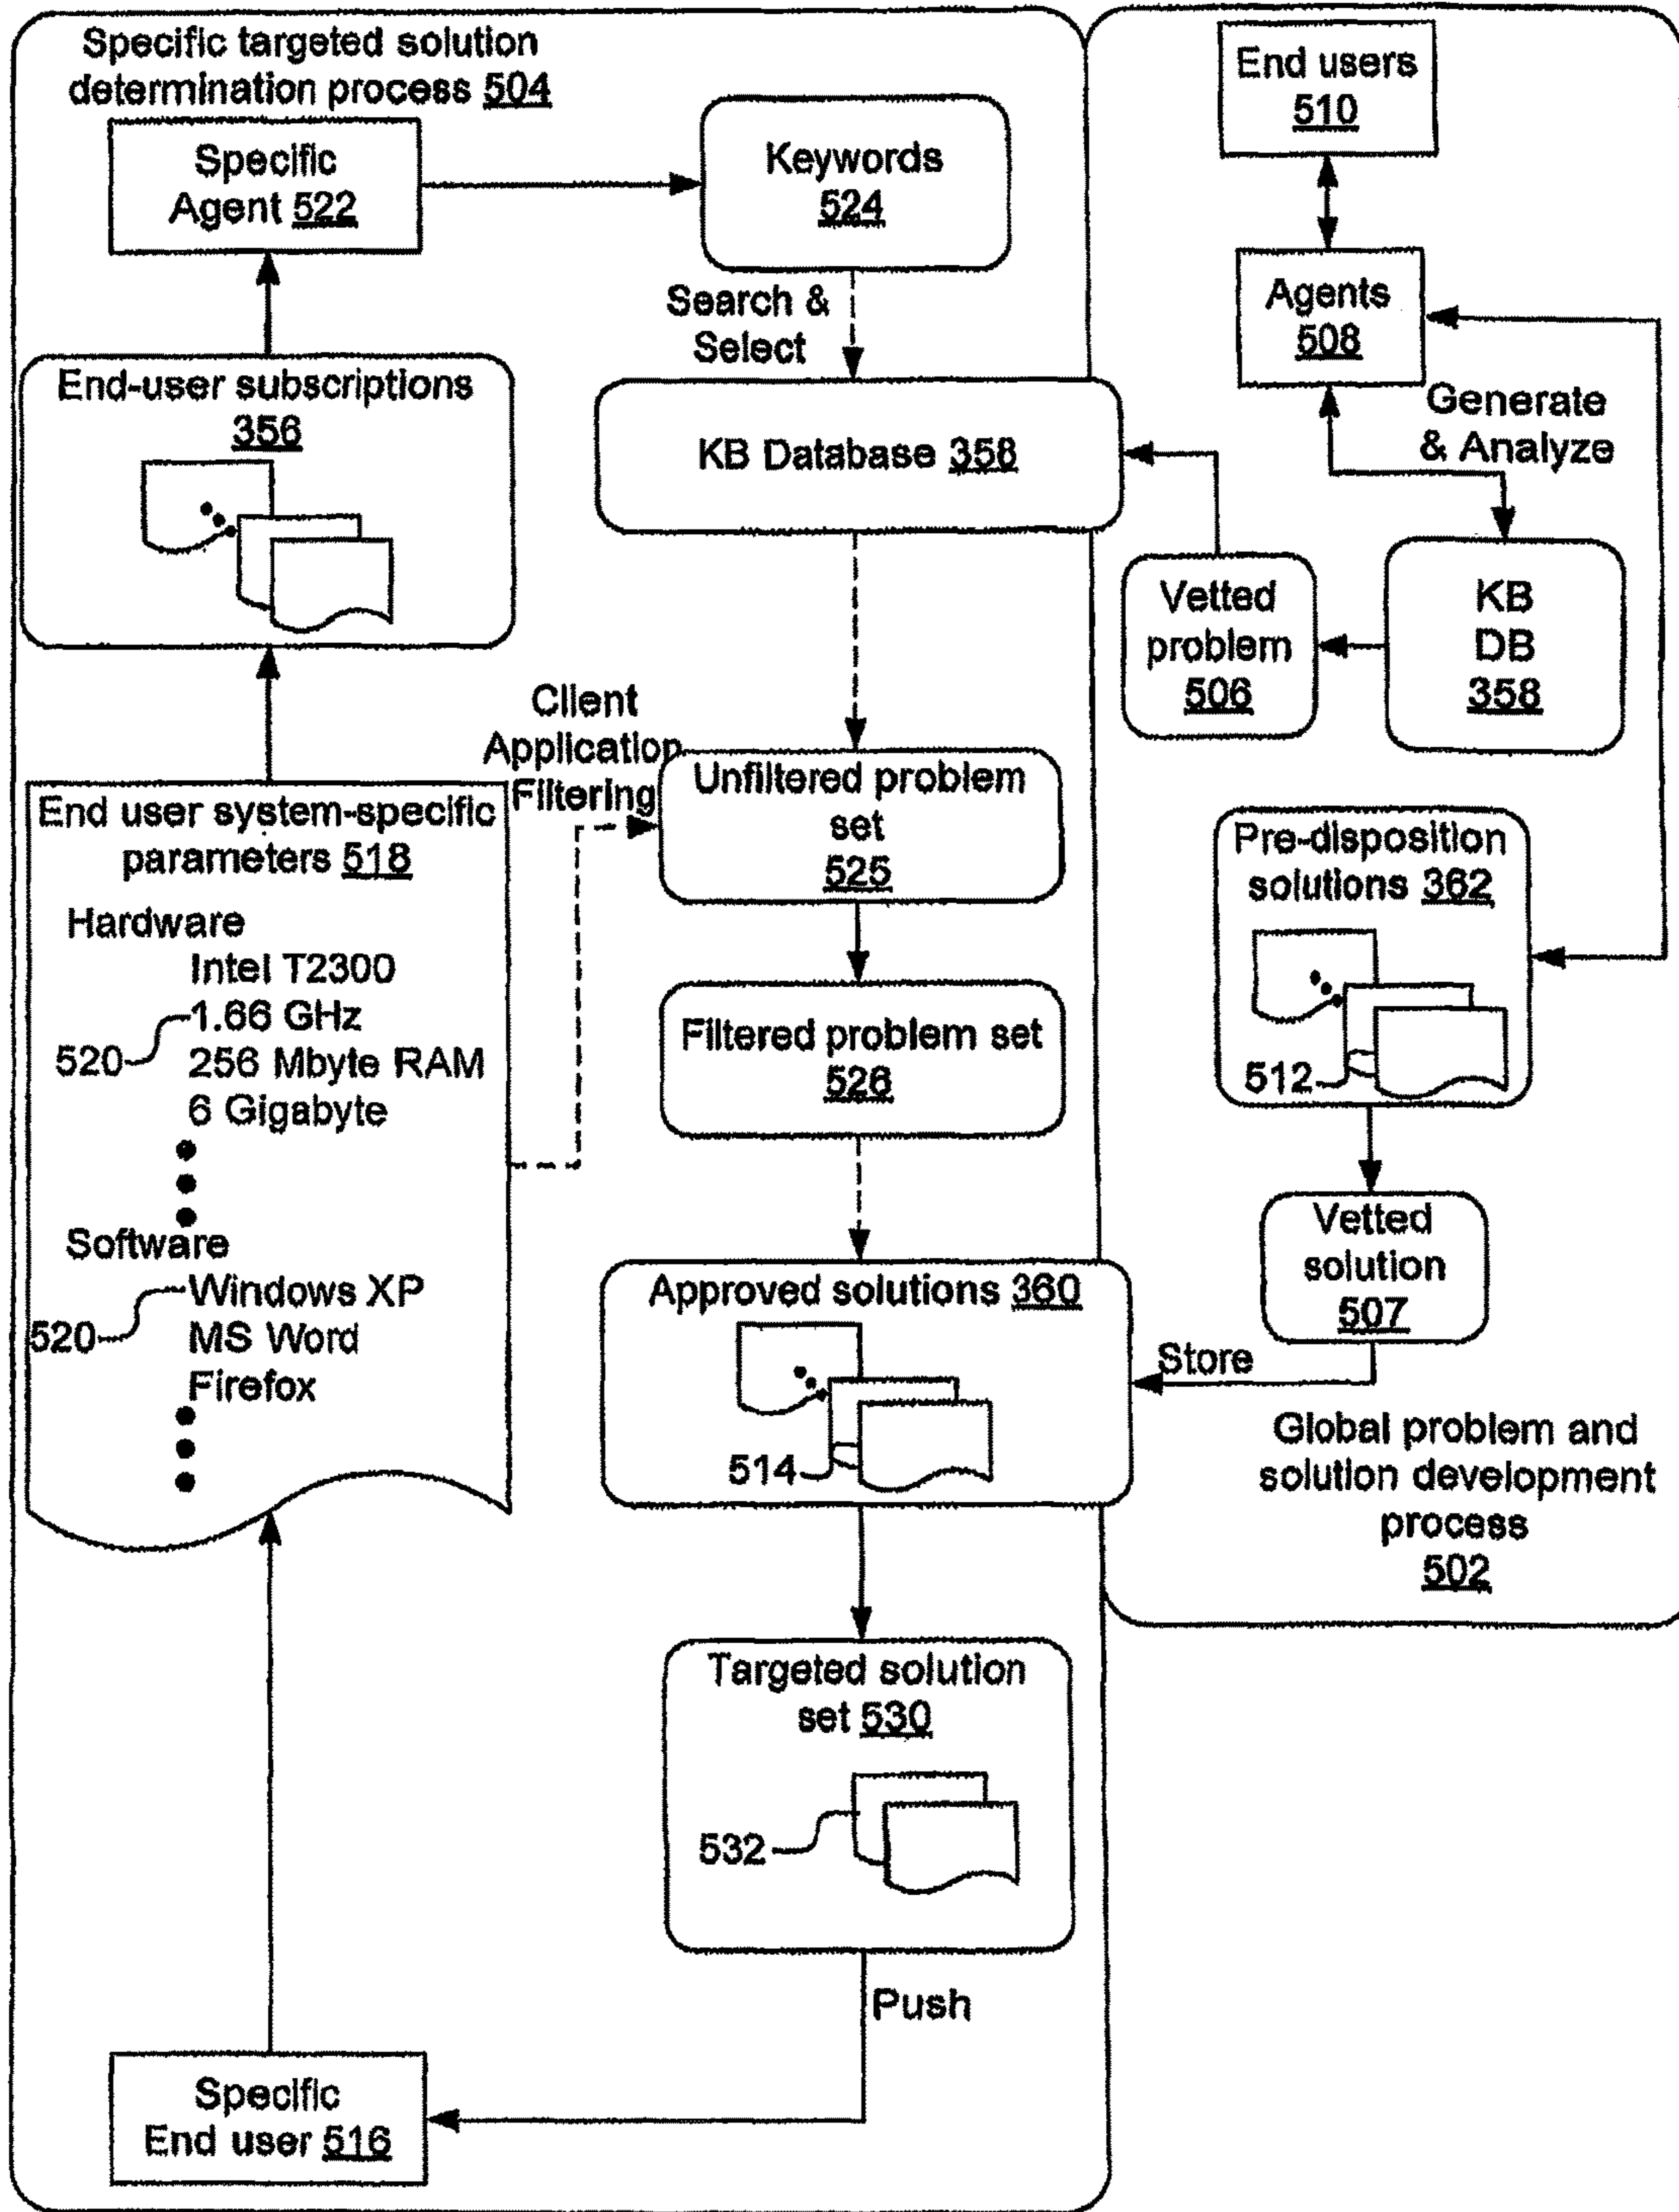 Specific targeted solution
determination process 504
Specific
Agent 522
Keywords
524
Search &
Select
End-user subscriptions
356
KB Database 358
Client
Application
Filtering
End user system-specific
parameters 518
Hardware
Intel T2300
1.66 GHz
520
256 Mbyte RAM
6 Gigabyte
Software
Windows XP
520
MS Word
Firefox
Unfiltered problem
set
525
Filtered problem set
526
Approved solutions 360
514
Targeted solution
set 530
532
Push
Specific
End user 516
End users
510
Agents
508
Generate
& Analyze
Vetted
problem
506
KB
DB
358
Pre-disposition
solutions 362
512
Vetted
solution
507
Store
Global problem and
solution development
process
502